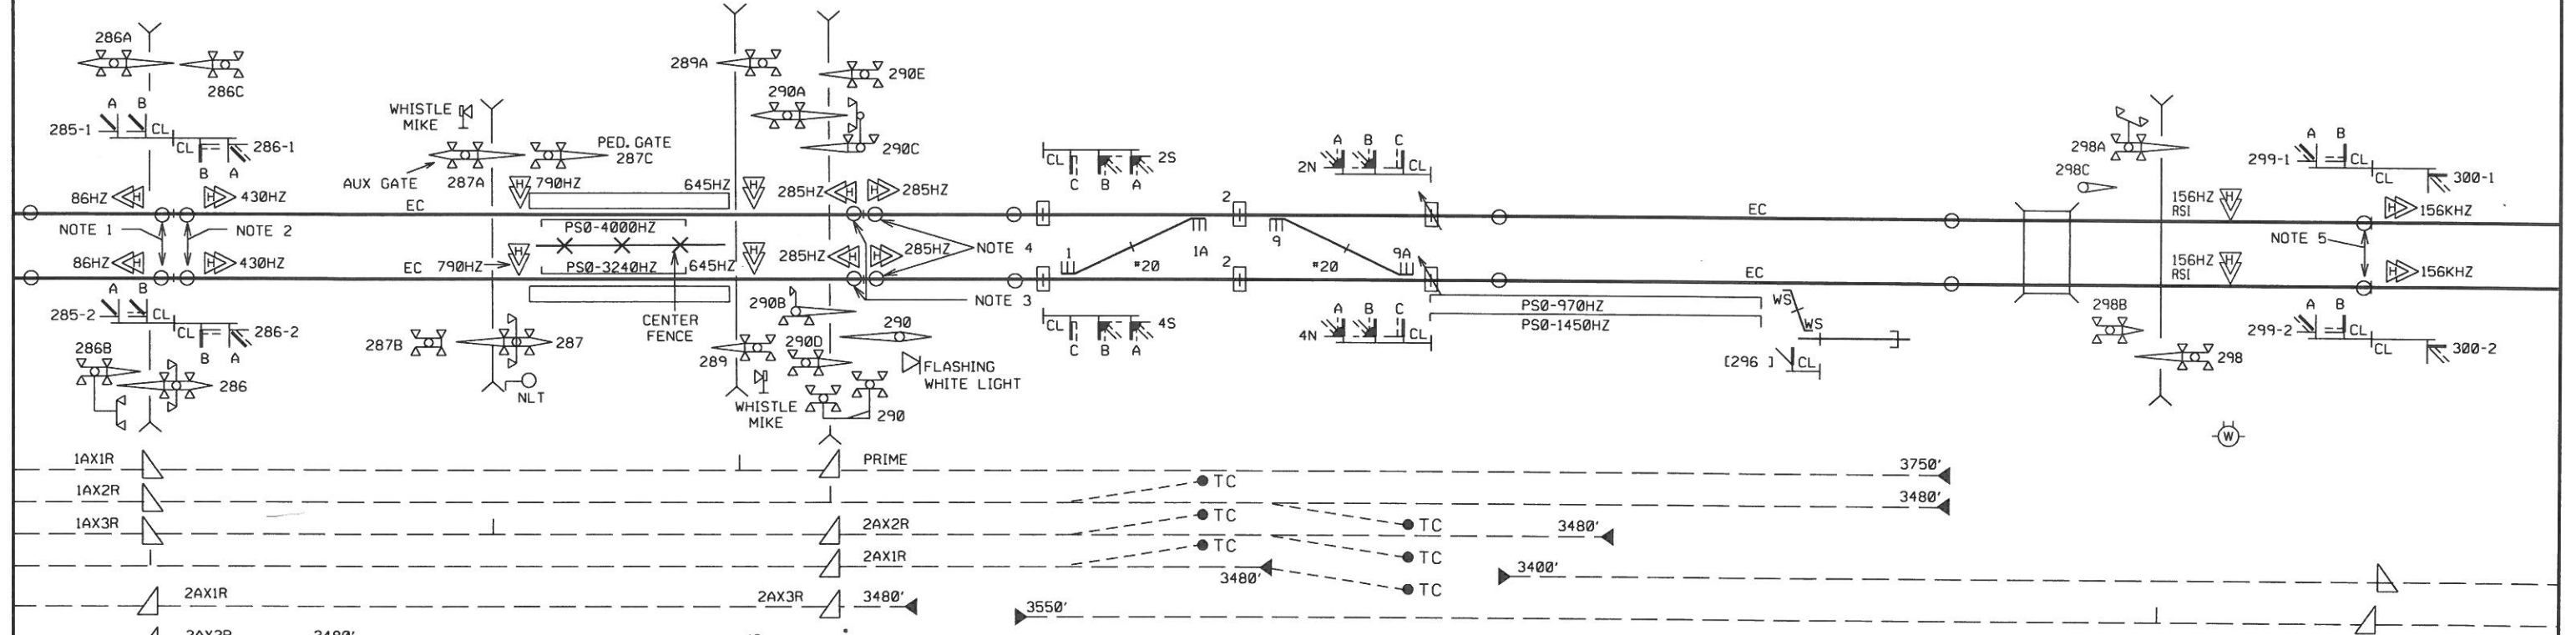 286A
286C
289A
290E
290A
290C
285-1
A
B
CL
CL
B
A
286-1
WHISTLE
MIKE
PED. GATE
287C
AUX GATE
287A
790HZ
645HZ
285HZ
285HZ
CL
C
B
A
2S
2N
A
B
C
CL
298A
298C
299-1
A
B
CL
CL
300-1
86HZ
430HZ
EC
2
EC
156HZ
RSI
156KHZ
NOTE 1
NOTE 2
PSO-4000HZ
NOTE 4
1
1A
9
9A
NOTE 5
86HZ
430HZ
EC
790HZ
PSO-3240HZ
645HZ
285HZ
285HZ
#20
2
#20
EC
156HZ
RSI
156KHZ
285-2
A
B
CL
CL
B
A
286-2
CENTER
FENCE
290B
NOTE 3
CL
C
B
A
4S
4N
A
B
C
CL
PSO-970HZ
PSO-1450HZ
WS
WS
[296 ]
CL
298B
298
299-2
A
B
CL
CL
300-2
286B
286
287B
287
NLT
289
290D
290
FLASHING
WHITE LIGHT
WHISTLE
MIKE
290
W
1AX1R
PRIME
3750'
1AX2R
TC
3480'
1AX3R
2AX2R
TC
TC
3480'
2AX1R
TC
3480'
TC
3400'
TC
2AX1R
2AX3R
3480'
3550'
2AX2R
3480'